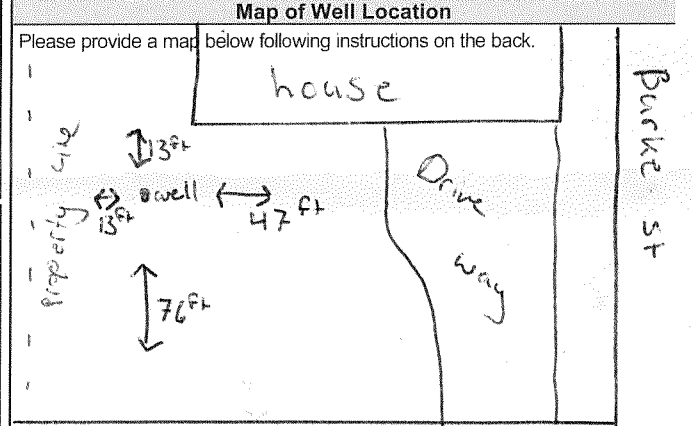 Map of Well Location
Please provide a map below following instructions on the back.
house
Burke st
Property Line
13ft
13ft
well
47 ft
Drive
way
76ft